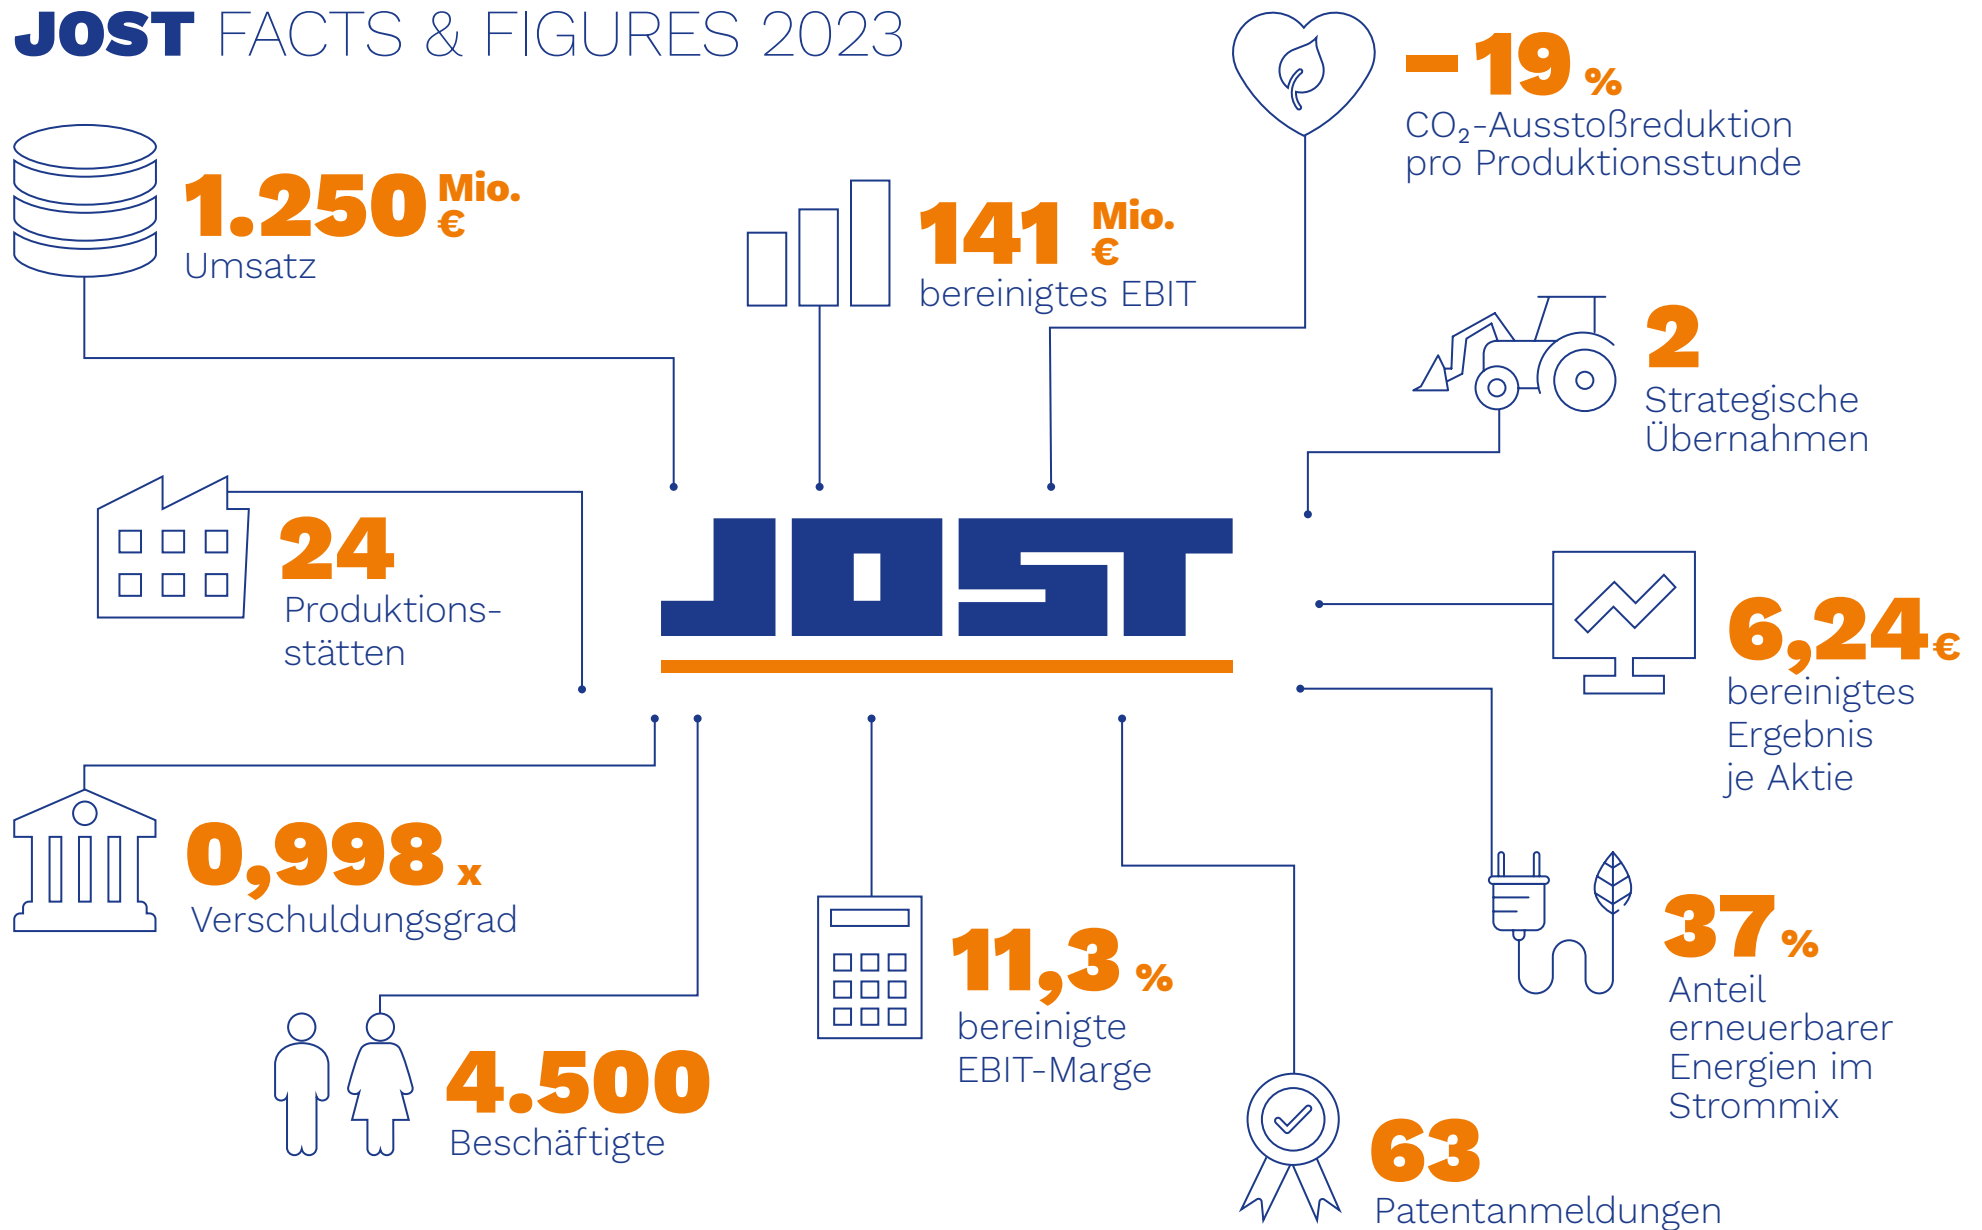 JOST FACTS & FIGURES 2023
1.250 Mio. €
Umsatz
141 Mio. €
bereinigtes EBIT
– 19 %
CO₂-Ausstoßreduktion
pro Produktionsstunde
2
Strategische
Übernahmen
24
Produktions-
stätten
JOST
6,24 €
bereinigtes
Ergebnis
je Aktie
0,998 x
Verschuldungsgrad
37 %
Anteil
erneuerbarer
Energien im
Strommix
11,3 %
bereinigte
EBIT-Marge
4.500
Beschäftigte
63
Patentanmeldungen